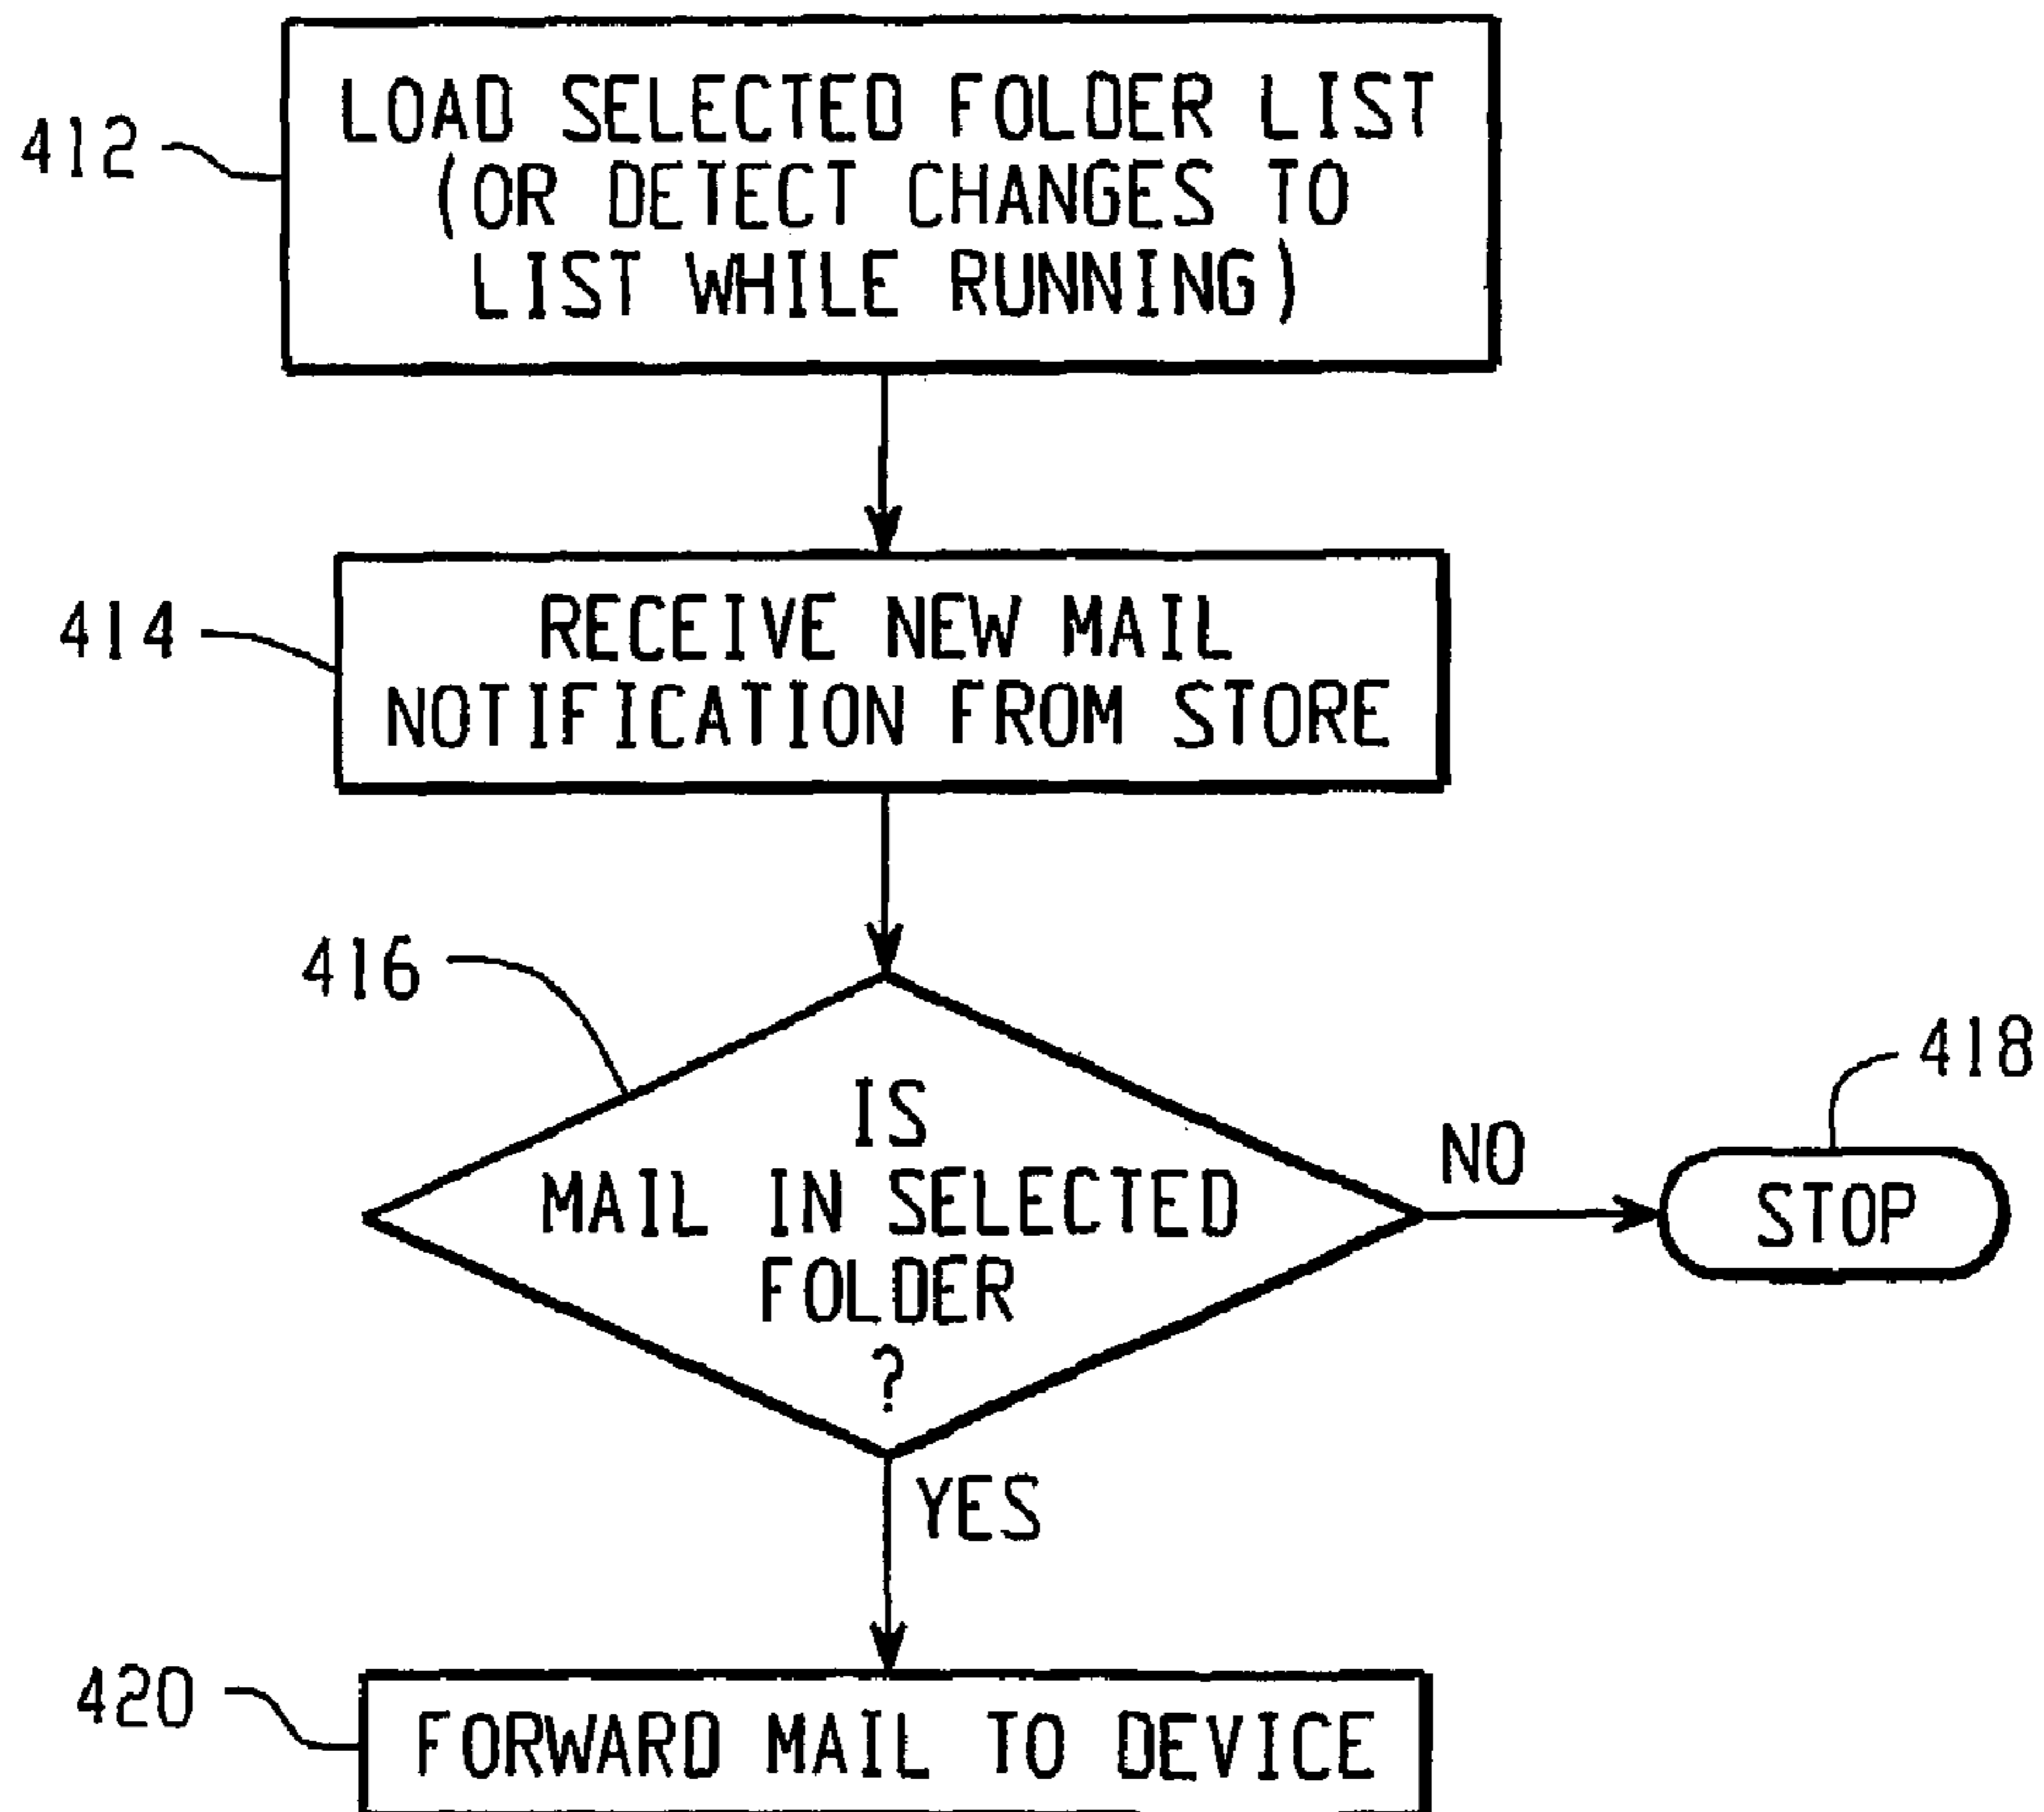 412
LOAD SELECTED FOLDER LIST
(OR DETECT CHANGES TO
LIST WHILE RUNNING)
414
RECEIVE NEW MAIL
NOTIFICATION FROM STORE
416
IS
MAIL IN SELECTED
FOLDER
?
NO
418
STOP
YES
420
FORWARD MAIL TO DEVICE